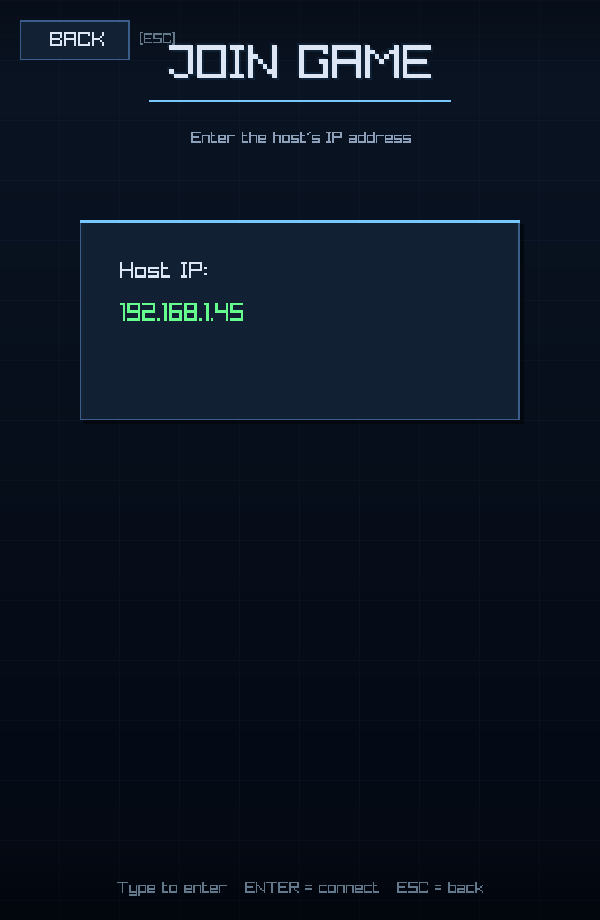 BACK [ESC]
JOIN GAME
Enter the host's IP address
Host IP:
192.168.1.45
Type to enter   ENTER = connect   ESC = back